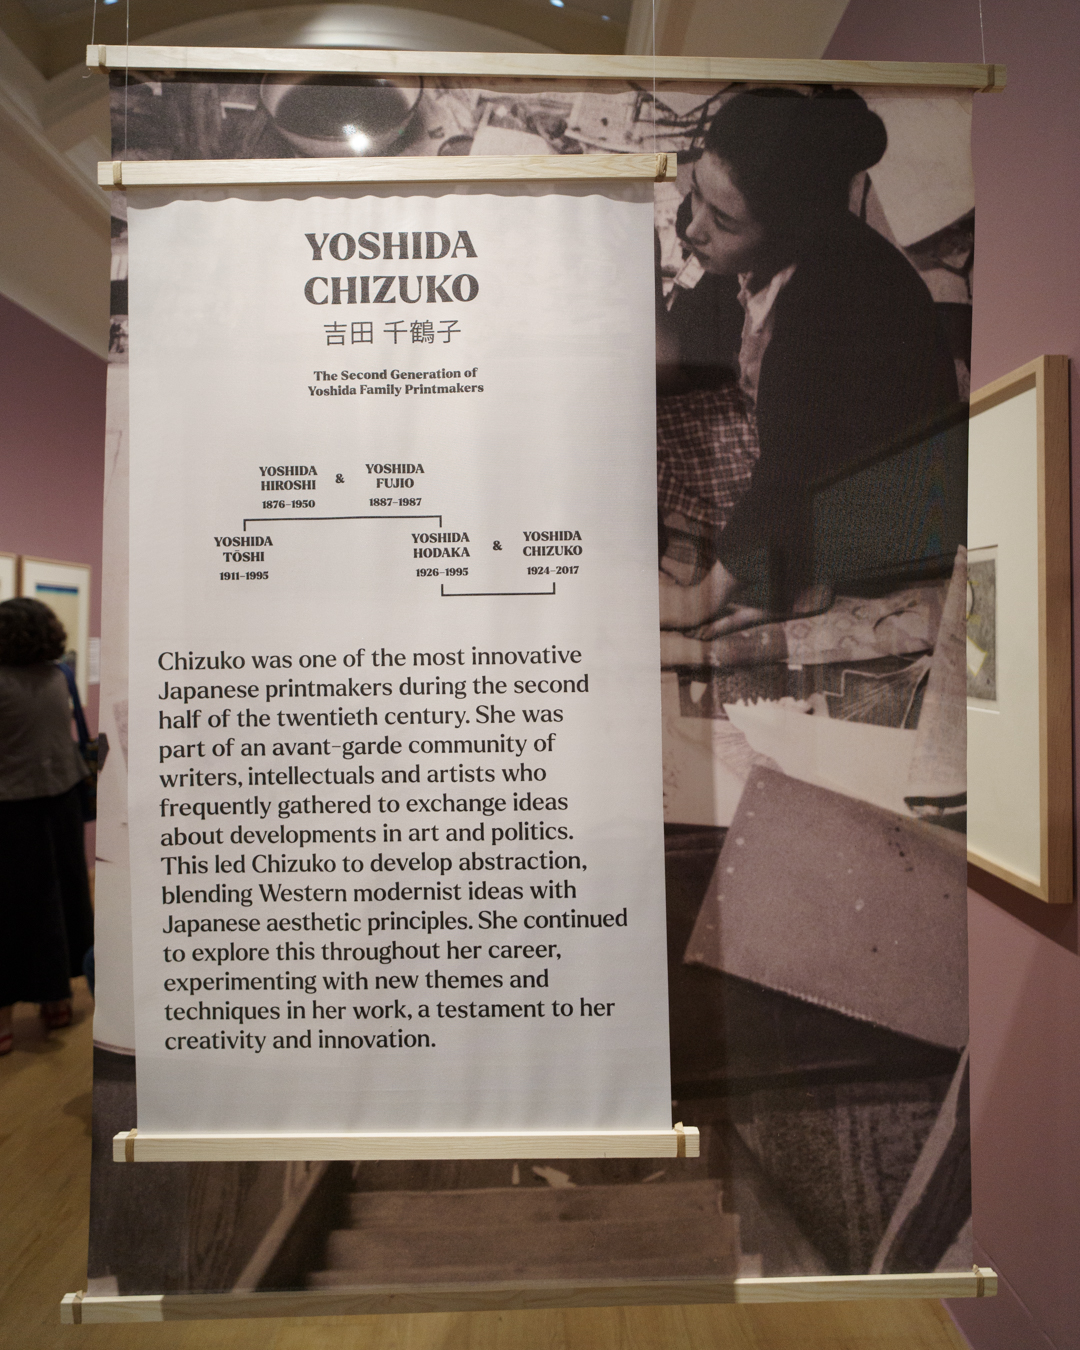 YOSHIDA
CHIZUKO
吉田 千鶴子
The Second Generation of
Yoshida Family Printmakers
YOSHIDA HIROSHI 1876–1950 & YOSHIDA FUJIO 1887–1987
YOSHIDA TŌSHI 1911–1995
YOSHIDA HODAKA 1926–1995 & YOSHIDA CHIZUKO 1924–2017
Chizuko was one of the most innovative
Japanese printmakers during the second
half of the twentieth century. She was
part of an avant-garde community of
writers, intellectuals and artists who
frequently gathered to exchange ideas
about developments in art and politics.
This led Chizuko to develop abstraction,
blending Western modernist ideas with
Japanese aesthetic principles. She continued
to explore this throughout her career,
experimenting with new themes and
techniques in her work, a testament to her
creativity and innovation.